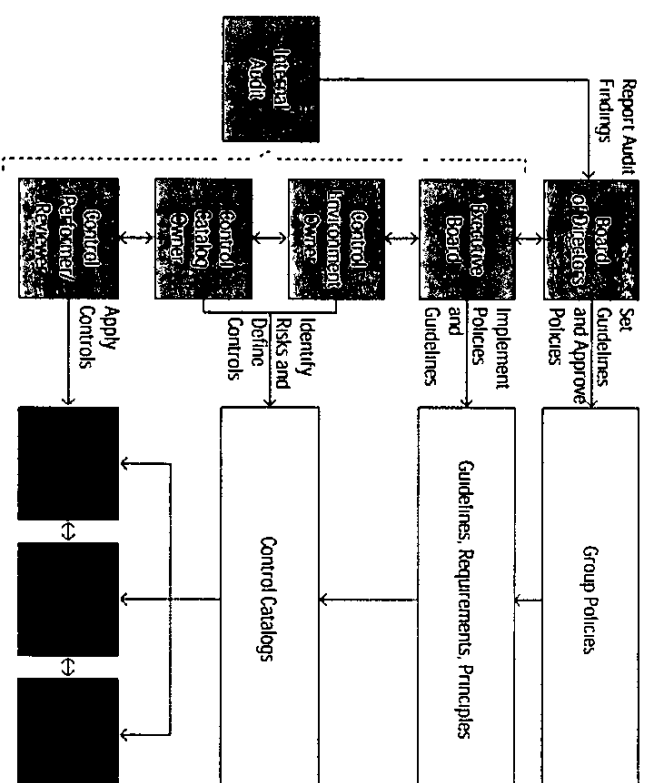 Internal
Audit
Report Audit
Findings
Board
of Directors
Set
Guidelines
and Approve
Policies
Group Policies
Executive
Board
Implement
Policies
and
Guidelines
Guidelines, Requirements, Principles
Control
Environment
Owner
Control
Catalog
Owner
Identify
Risks and
Define
Controls
Control Catalogs
Control
Performer/
Reviewer
Apply
Controls